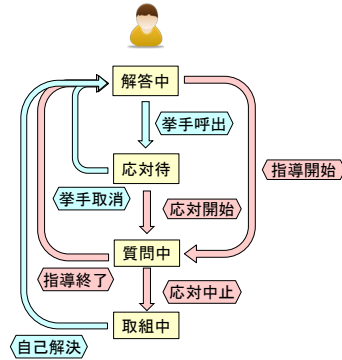 解答中
挙手呼出
応対待
指導開始
挙手取消
応対開始
質問中
指導終了
応対中止
取組中
自己解決